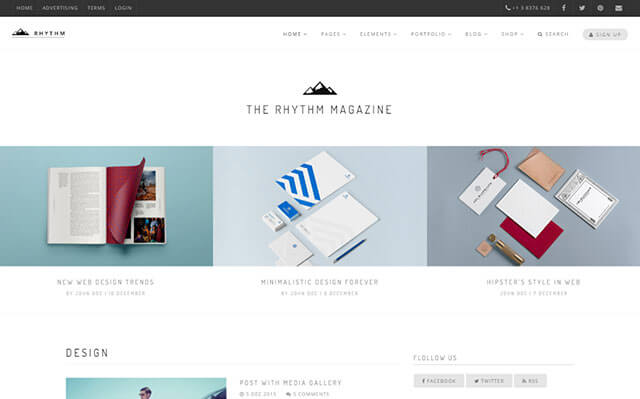 HOME ADVERTISING TERMS LOGIN +1 3 8376 628
RHYTHM HOME PAGES ELEMENTS PORTFOLIO BLOG SHOP SEARCH SIGN UP
THE RHYTHM MAGAZINE
NEW WEB DESIGN TRENDS
BY JOHN DOE | 10 DECEMBER
MINIMALISTIC DESIGN FOREVER
BY JOHN DOE | 9 DECEMBER
HIPSTER'S STYLE IN WEB
JOHN DOE | 7 DECEMBER
DESIGN
POST WITH MEDIA GALLERY
5 DEC 2015 5 COMMENTS
FLOLLOW US
FACEBOOK TWITTER RSS